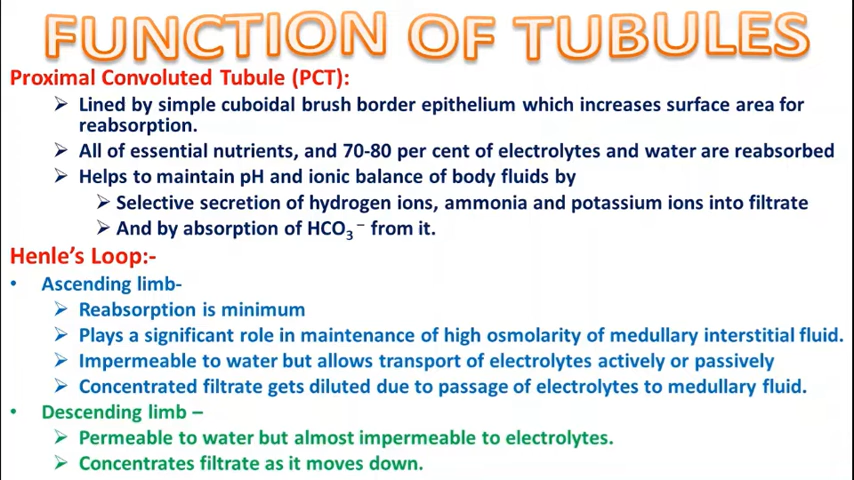 FUNCTION OF TUBULES
Proximal Convoluted Tubule (PCT):
➢ Lined by simple cuboidal brush border epithelium which increases surface area for
reabsorption.
➢ All of essential nutrients, and 70-80 per cent of electrolytes and water are reabsorbed
➢ Helps to maintain pH and ionic balance of body fluids by
➢ Selective secretion of hydrogen ions, ammonia and potassium ions into filtrate
➢ And by absorption of HCO₃⁻ from it.
Henle's Loop:-
• Ascending limb-
➢ Reabsorption is minimum
➢ Plays a significant role in maintenance of high osmolarity of medullary interstitial fluid.
➢ Impermeable to water but allows transport of electrolytes actively or passively
➢ Concentrated filtrate gets diluted due to passage of electrolytes to medullary fluid.
• Descending limb –
➢ Permeable to water but almost impermeable to electrolytes.
➢ Concentrates filtrate as it moves down.